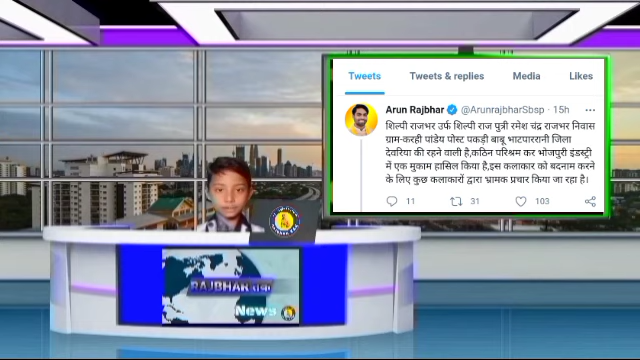 Tweets Tweets & replies Media Likes
Arun Rajbhar @ArunrajbharSbsp · 15h
शिल्पी राजभर उर्फ शिल्पी राज पुत्री रमेश चंद्र राजभर निवास
ग्राम-करही पांडेय पोस्ट पकड़ी बाबू भाटपाररानी जिला
देवरिया की रहने वाली है,कठिन परिश्रम कर भोजपुरी इंडस्ट्री
में एक मुकाम हासिल किया है,इस कलाकार को बदनाम करने
के लिए कुछ कलाकारों द्वारा भ्रामक प्रचार किया जा रहा है।
11 31 103
RAJBHAR तक
News